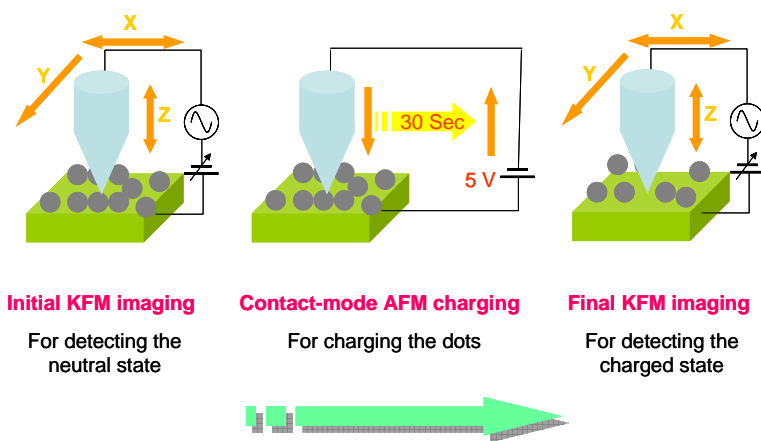 X
Y
Z
30 Sec
5 V
X
Y
Z
Initial KFM imaging
For detecting the
neutral state
Contact-mode AFM charging
For charging the dots
Final KFM imaging
For detecting the
charged state